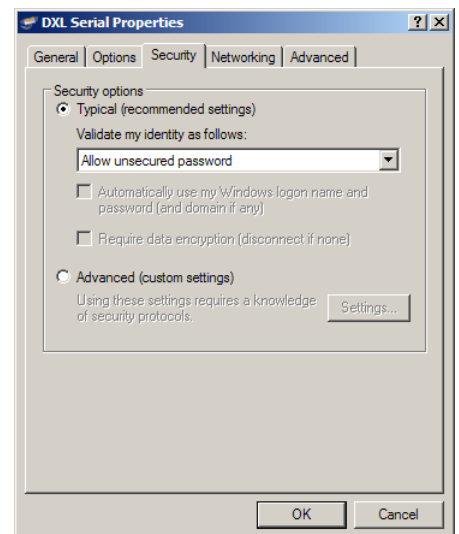 DXL Serial Properties
General Options Security Networking Advanced
Security options
Typical (recommended settings)
Validate my identity as follows:
Allow unsecured password
Automatically use my Windows logon name and
password (and domain if any)
Require data encryption (disconnect if none)
Advanced (custom settings)
Using these settings requires a knowledge
of security protocols.
Settings...
OK Cancel